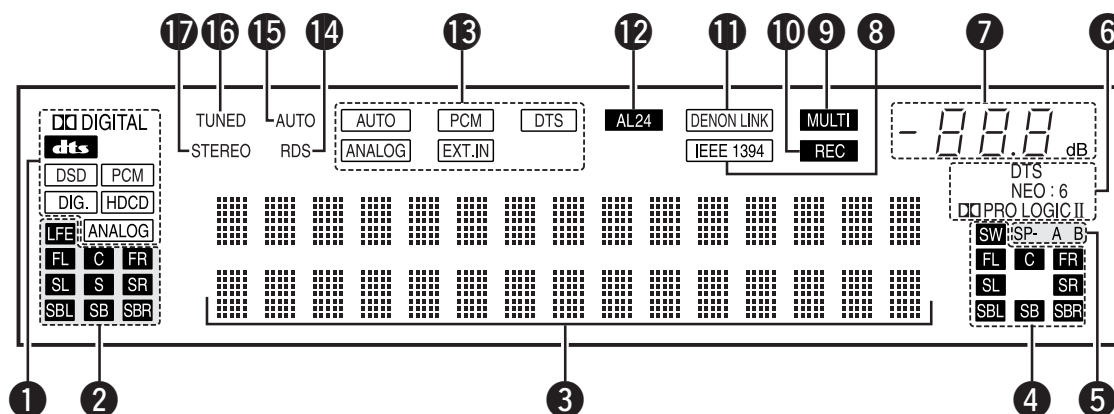 17 16 15 14 13 12 11 10 9 8 7 6
DIGITAL TUNED AUTO AUTO PCM DTS AL24 DENON LINK MULTI -88.8 dB
dts STEREO RDS ANALOG EXT.IN IEEE 1394 REC
DSD PCM DTS
DIG. HDCD NEO : 6
PRO LOGIC II
LFE ANALOG SW SP- A B
FL C FR FL C FR
SL S SR SL SR
SBL SB SBR SBL SB SBR
1 2 3 4 5